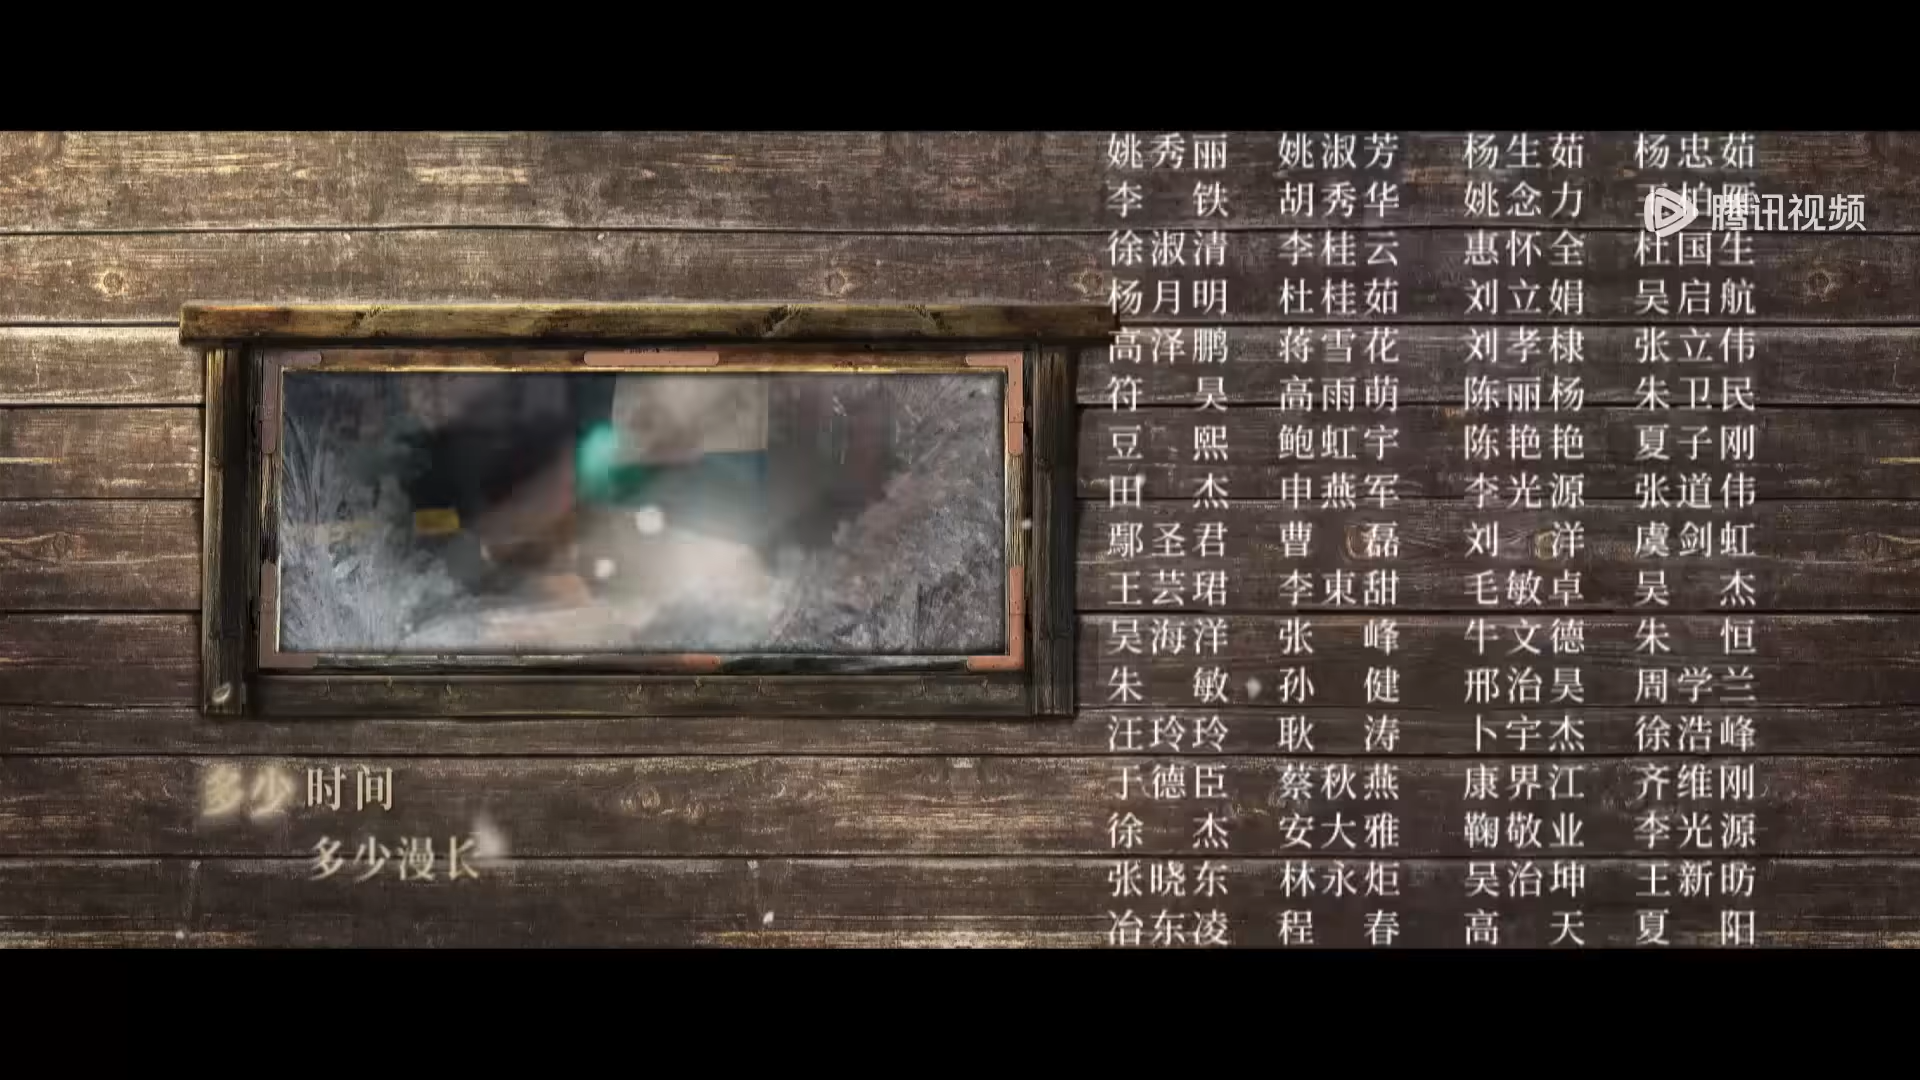 姚秀丽 姚淑芳 杨生茹 杨忠茹
李 铁 胡秀华 姚念力
腾讯视频
徐淑清 李桂云 惠怀全 杜国生
杨月明 杜桂茹 刘立娟 吴启航
高泽鹏 蒋雪花 刘孝棣 张立伟
符 昊 高雨萌 陈丽杨 朱卫民
豆 熙 鲍虹宇 陈艳艳 夏子刚
田 杰 申燕军 李光源 张道伟
鄢圣君 曹 磊 刘 洋 虞剑虹
王芸珺 李東甜 毛敏卓 吴 杰
吴海洋 张 峰 牛文德 朱 恒
朱 敏 孙 健 邢治昊 周学兰
汪玲玲 耿 涛 卜宇杰 徐浩峰
于德臣 蔡秋燕 康界江 齐维刚
徐 杰 安大雅 鞠敬业 李光源
张晓东 林永炬 吴治坤 王新昉
冶东凌 程 春 高 天 夏 阳
多少时间
多少漫长